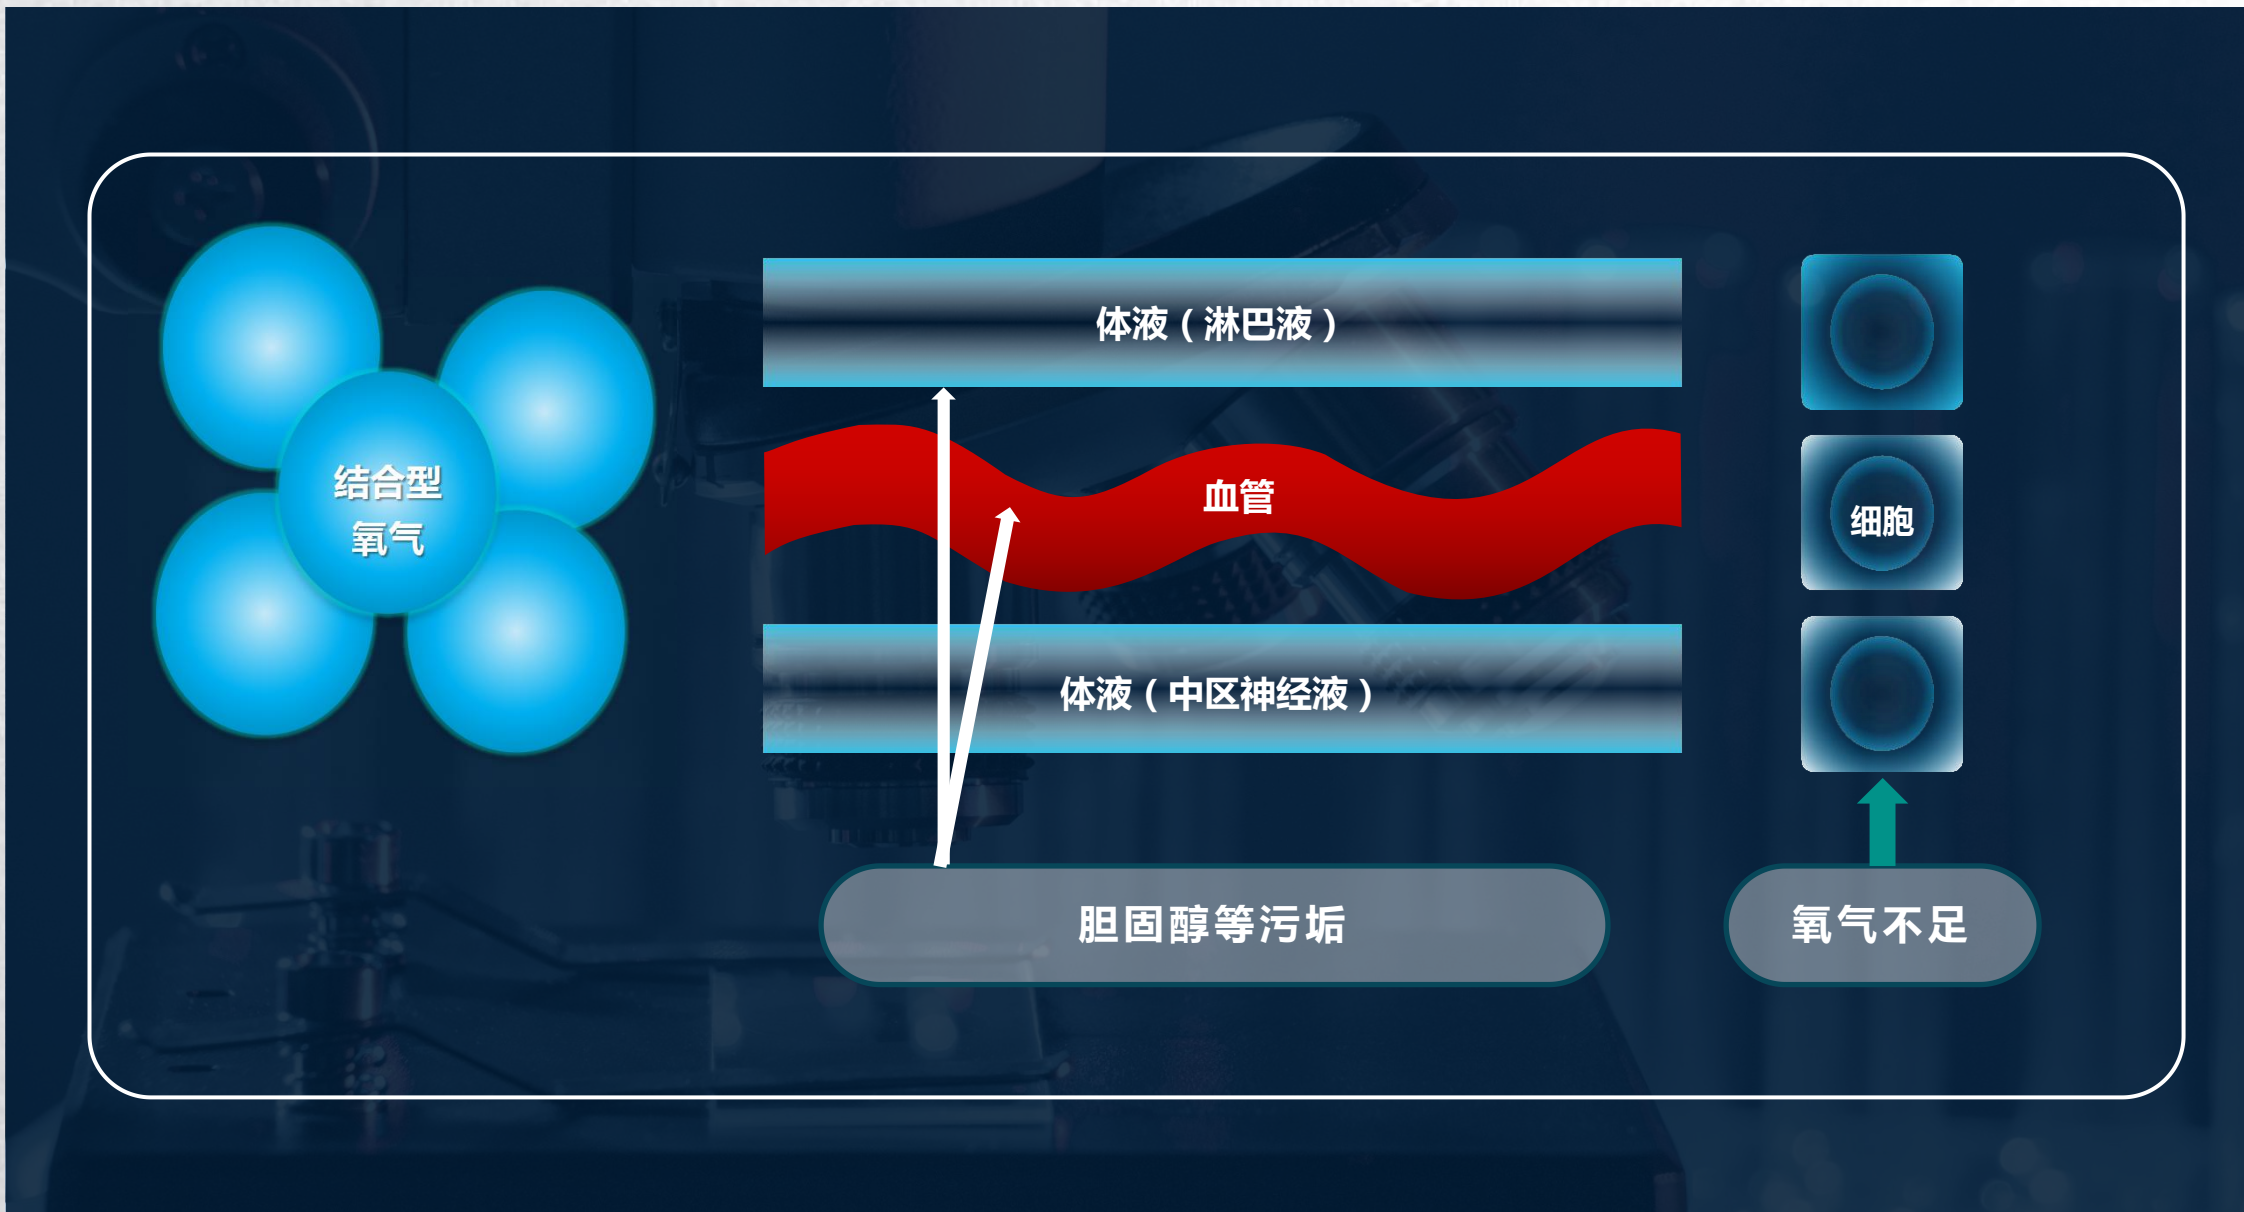 结合型
氧气
体液（淋巴液）
血管
体液（中区神经液）
细胞
胆固醇等污垢
氧气不足